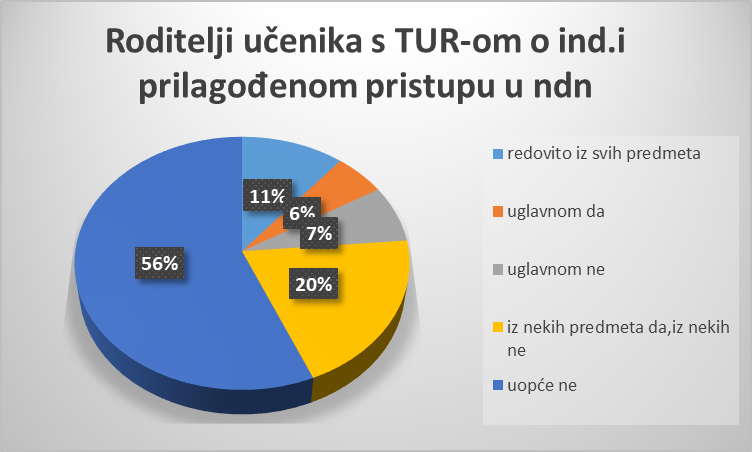 Roditelji učenika s TUR-om o ind.i
prilagođenom pristupu u ndn
11%
6%
7%
20%
56%
redovito iz svih predmeta
uglavnom da
uglavnom ne
iz nekih predmeta da,iz nekih
ne
uopće ne